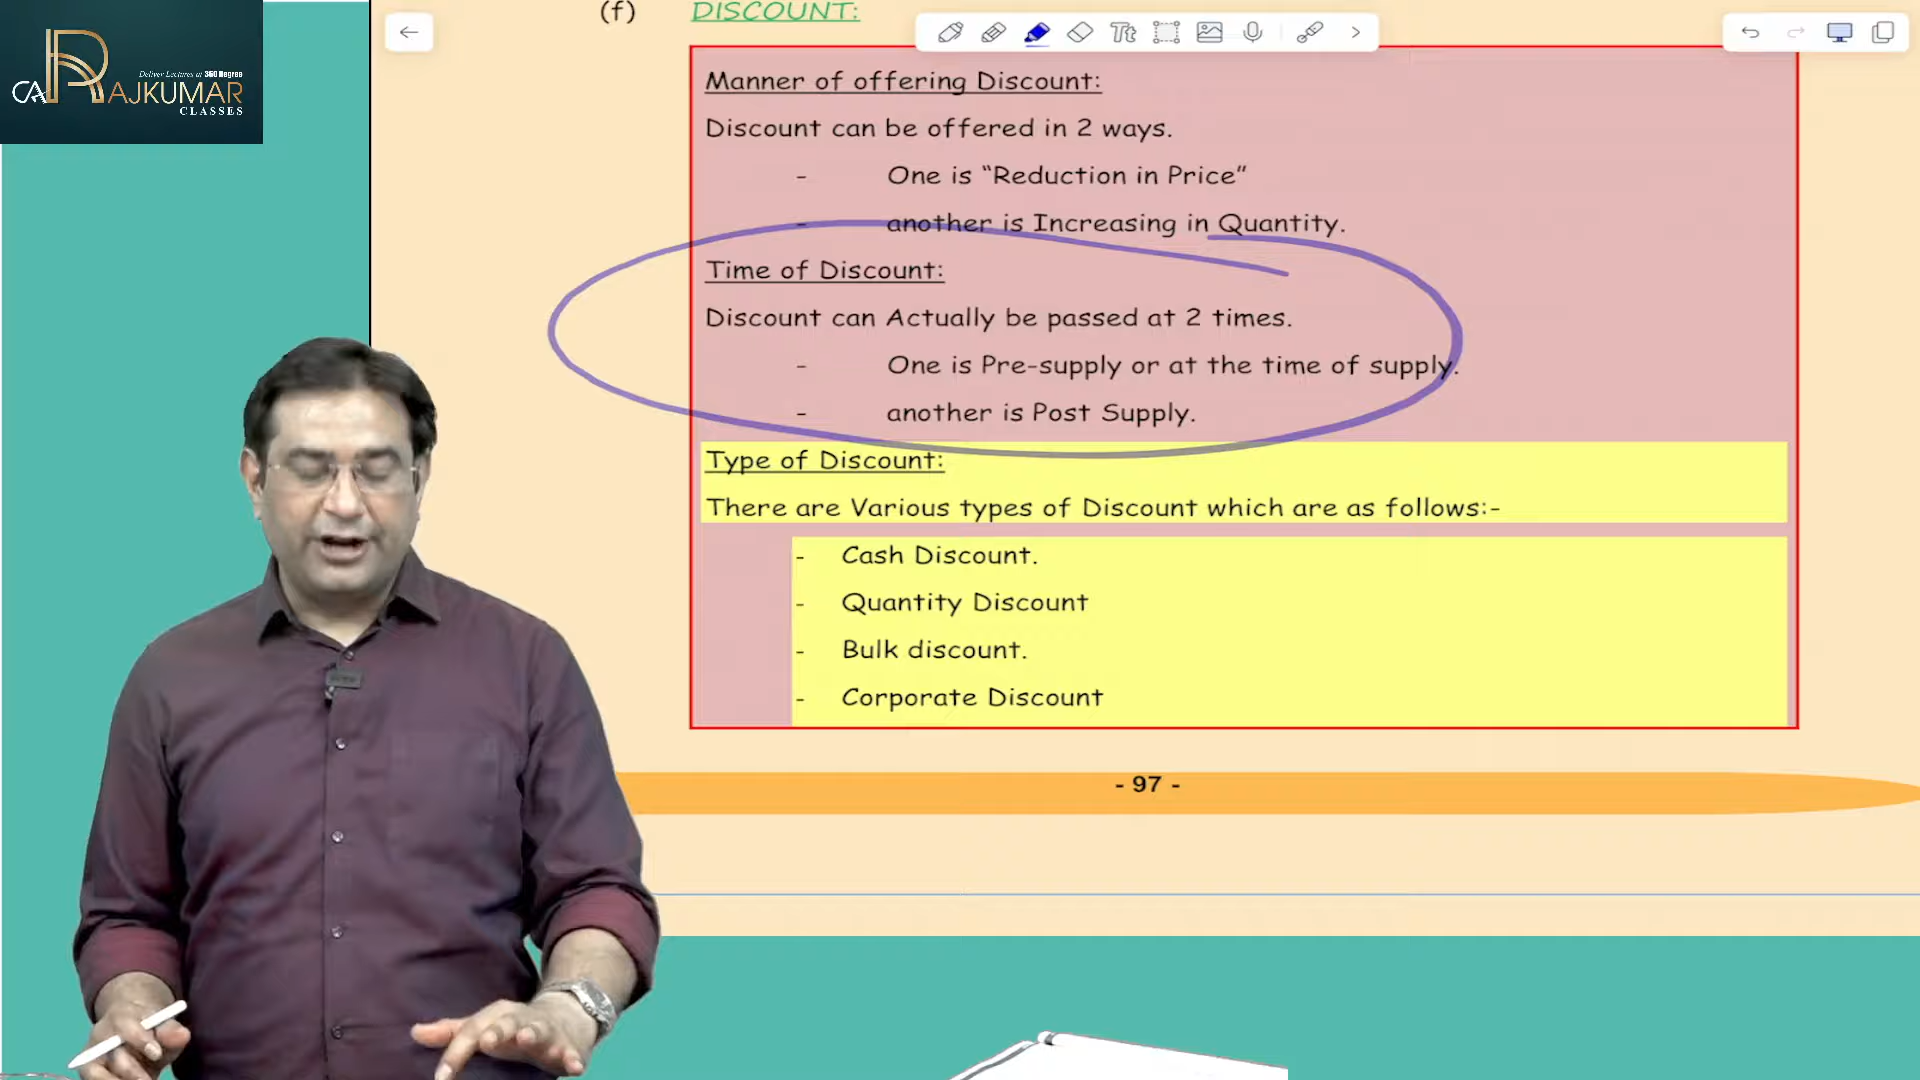 Deliver Lectures at 360 Degree
CA RAJKUMAR
CLASSES
(f) DISCOUNT:
Tt
Manner of offering Discount:
Discount can be offered in 2 ways.
- One is “Reduction in Price”
- another is Increasing in Quantity.
Time of Discount:
Discount can Actually be passed at 2 times.
- One is Pre-supply or at the time of supply.
- another is Post Supply.
Type of Discount:
There are Various types of Discount which are as follows:-
- Cash Discount.
- Quantity Discount
- Bulk discount.
- Corporate Discount
- 97 -